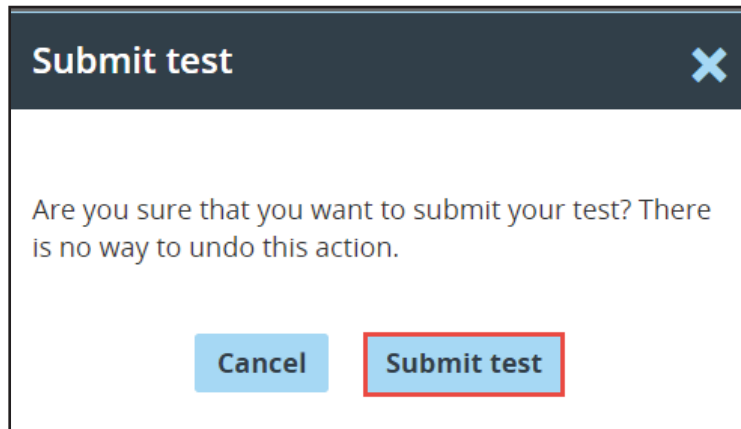 Submit test
Are you sure that you want to submit your test? There
is no way to undo this action.
Cancel
Submit test